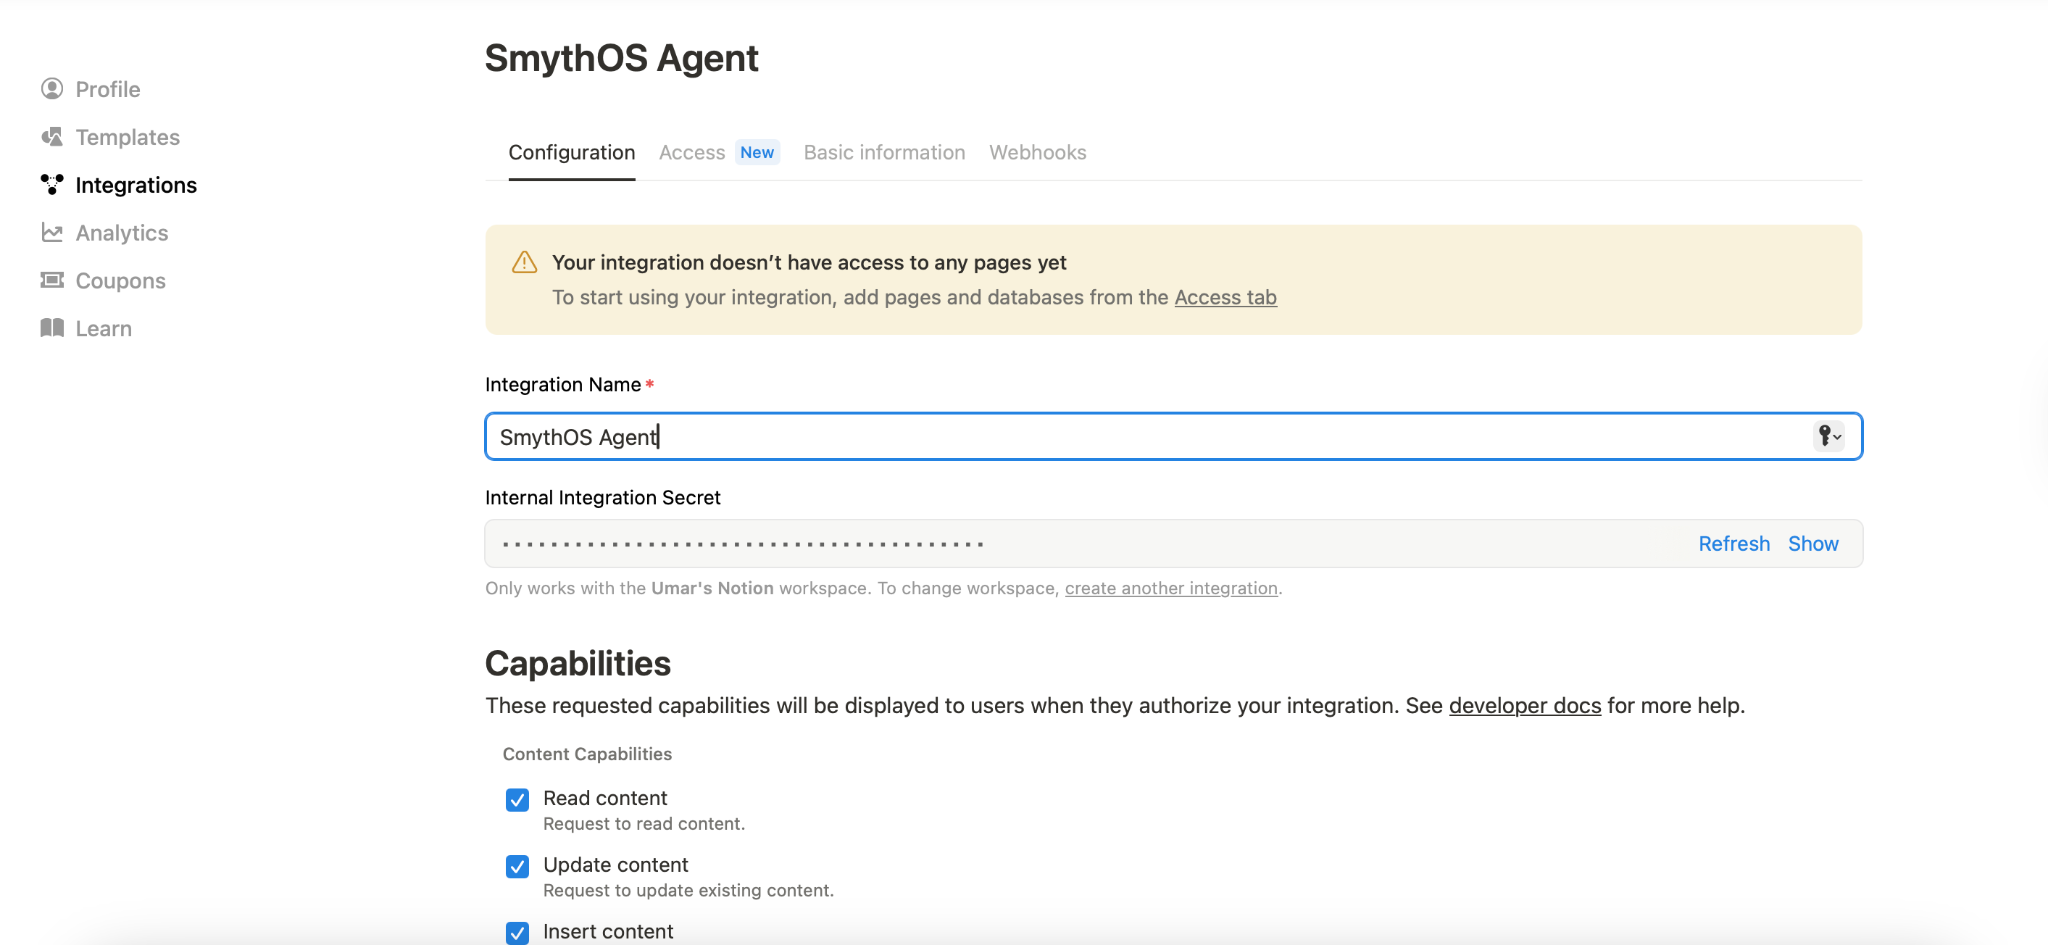 SmythOS Agent
Profile
Templates
Integrations
Analytics
Coupons
Learn
Configuration Access New Basic information Webhooks
Your integration doesn’t have access to any pages yet
To start using your integration, add pages and databases from the Access tab
Integration Name*
SmythOS Agent
Internal Integration Secret
Refresh Show
Only works with the Umar's Notion workspace. To change workspace, create another integration.
Capabilities
These requested capabilities will be displayed to users when they authorize your integration. See developer docs for more help.
Content Capabilities
Read content
Request to read content.
Update content
Request to update existing content.
Insert content